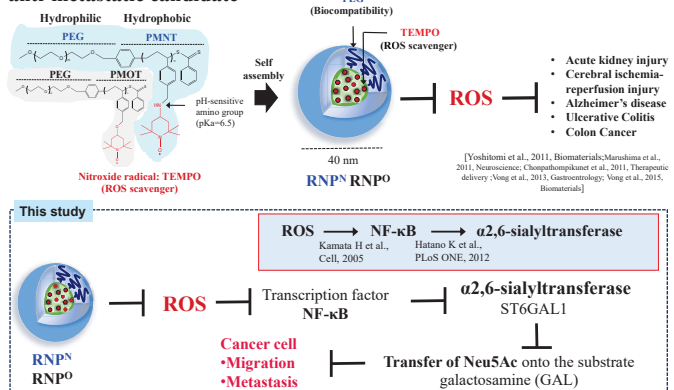 anti-metastatic candidate
Hydrophilic Hydrophobic
PEG PMNT
PEG PMOT
pH-sensitive
amino group
(pKa=6.5)
Nitroxide radical: TEMPO
(ROS scavenger)
Self
assembly
PEG
(Biocompatibility)
TEMPO
(ROS scavenger)
40 nm
RNPᴺ RNPᴼ
ROS
• Acute kidney injury
• Cerebral ischemia-
reperfusion injury
• Alzheimer's disease
• Ulcerative Colitis
• Colon Cancer
[Yoshitomi et al., 2011, Biomaterials;Marushima et al.,
2011, Neuroscience; Chonpathompikunet et al., 2011, Therapeutic
delivery ;Vong et al., 2013, Gastroentrology; Vong et al., 2015,
Biomaterials]
This study
ROS NF-κB α2,6-sialyltransferase
Kamata H et al.,
Cell, 2005
Hatano K et al.,
PLoS ONE, 2012
RNPᴺ
RNPᴼ
ROS
Transcription factor
NF-κB
α2,6-sialyltransferase
ST6GAL1
Cancer cell
•Migration
•Metastasis
Transfer of Neu5Ac onto the substrate
galactosamine (GAL)